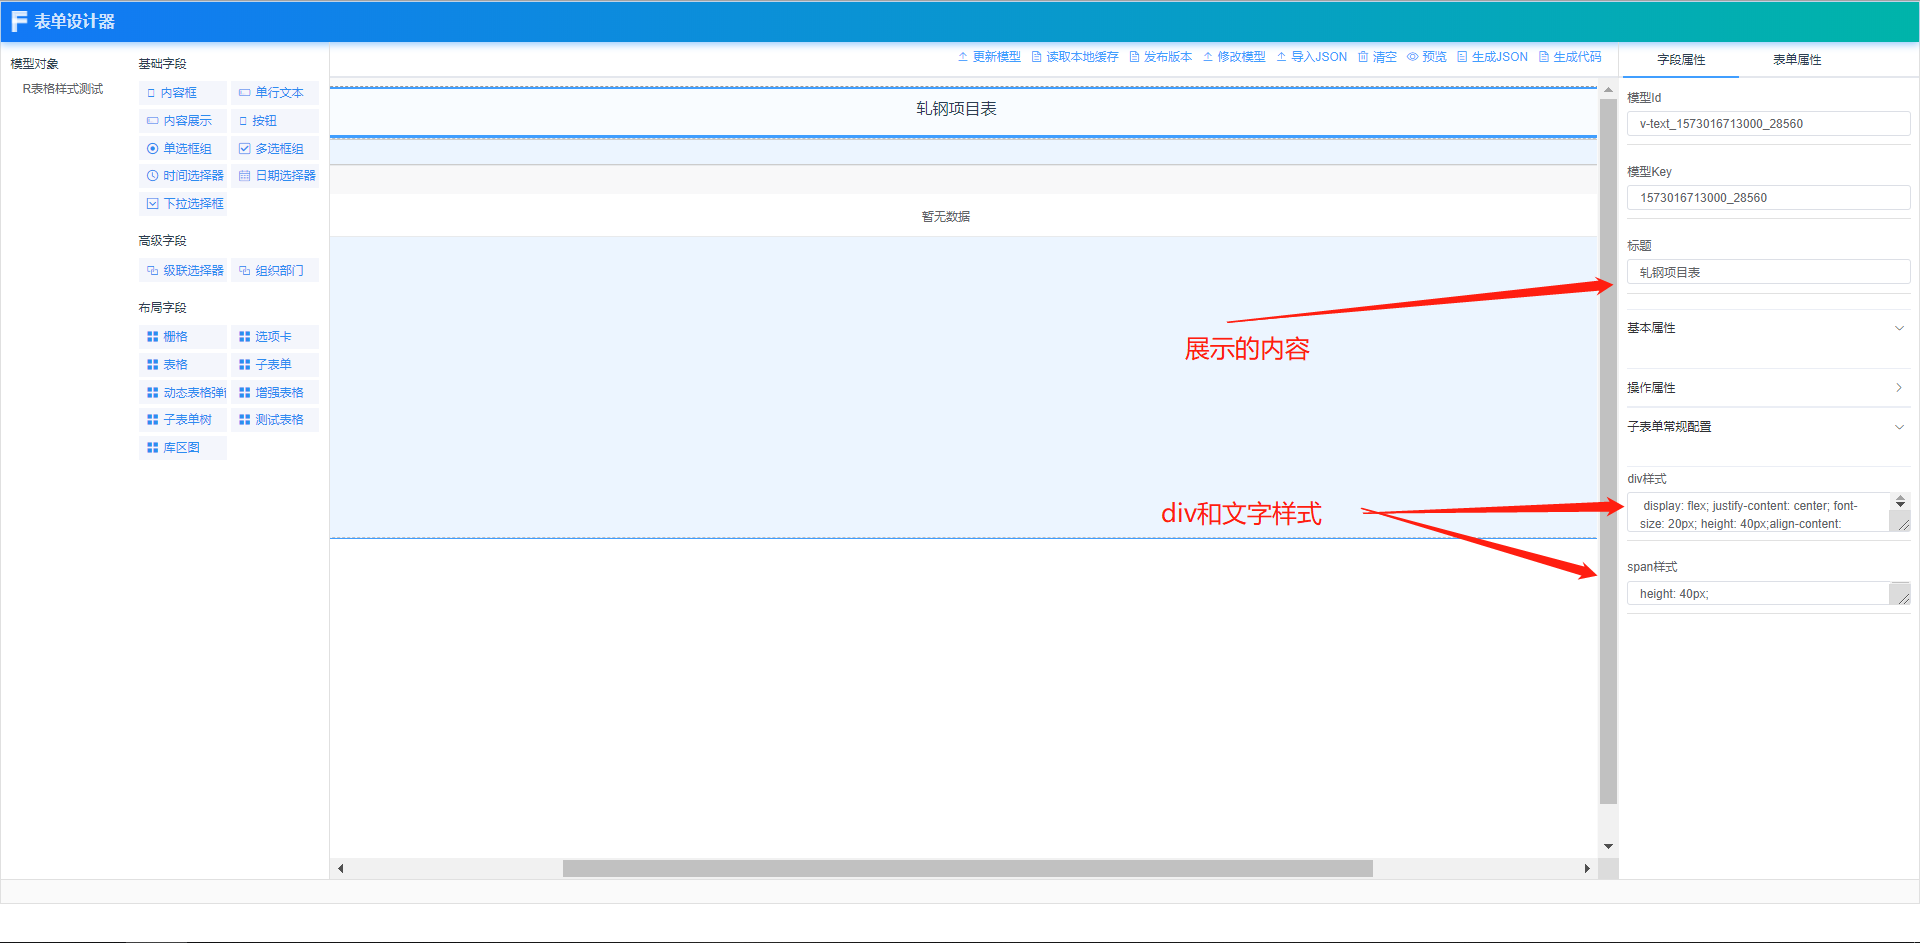 表单设计器
模型对象
R表格样式测试
基础字段
内容框
单行文本
内容展示
按钮
单选框组
多选框组
时间选择器
日期选择器
下拉选择框
高级字段
级联选择器
组织部门
布局字段
栅格
选项卡
表格
子表单
动态表格弹
增强表格
子表单树
测试表格
库区图
更新模型 读取本地缓存 发布版本 修改模型 导入JSON 清空 预览 生成JSON 生成代码
轧钢项目表
暂无数据
展示的内容
div和文字样式
字段属性 表单属性
模型Id
v-text_1573016713000_28560
模型Key
1573016713000_28560
标题
轧钢项目表
基本属性
操作属性
子表单常规配置
div样式
display: flex; justify-content: center; font-
size: 20px; height: 40px;align-content:
span样式
height: 40px;